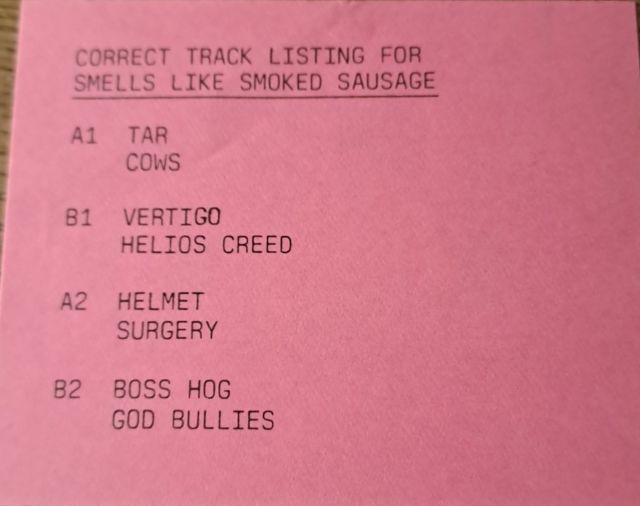 CORRECT TRACK LISTING FOR
SMELLS LIKE SMOKED SAUSAGE
A1 TAR
COWS
B1 VERTIGO
HELIOS CREED
A2 HELMET
SURGERY
B2 BOSS HOG
GOD BULLIES